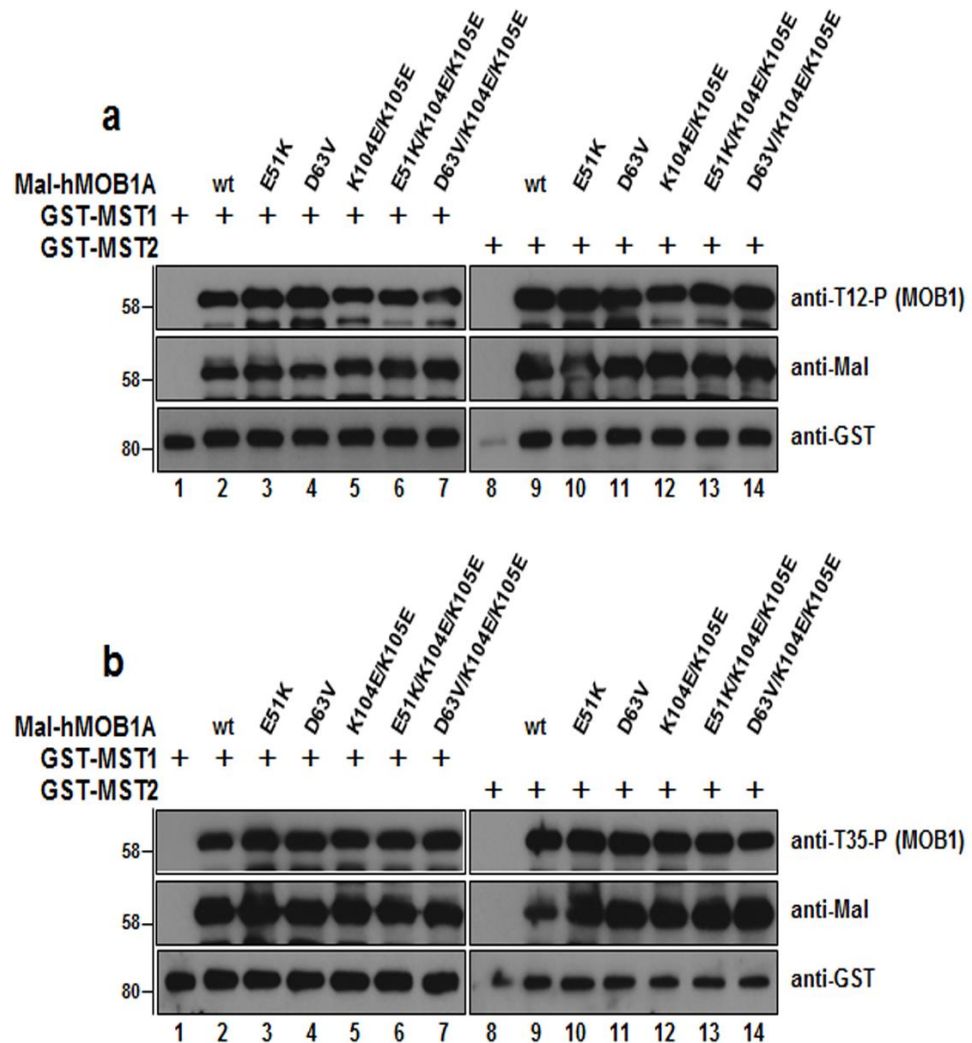 a
Mal-hMOB1A wt E51K D63V K104E/K105E E51K/K104E/K105E D63V/K104E/K105E wt E51K D63V K104E/K105E E51K/K104E/K105E D63V/K104E/K105E
GST-MST1 + + + + + + +
GST-MST2 + + + + + + +
58 anti-T12-P (MOB1)
58 anti-Mal
80 anti-GST
1 2 3 4 5 6 7 8 9 10 11 12 13 14
b
Mal-hMOB1A wt E51K D63V K104E/K105E E51K/K104E/K105E D63V/K104E/K105E wt E51K D63V K104E/K105E E51K/K104E/K105E D63V/K104E/K105E
GST-MST1 + + + + + + +
GST-MST2 + + + + + + +
58 anti-T35-P (MOB1)
58 anti-Mal
80 anti-GST
1 2 3 4 5 6 7 8 9 10 11 12 13 14